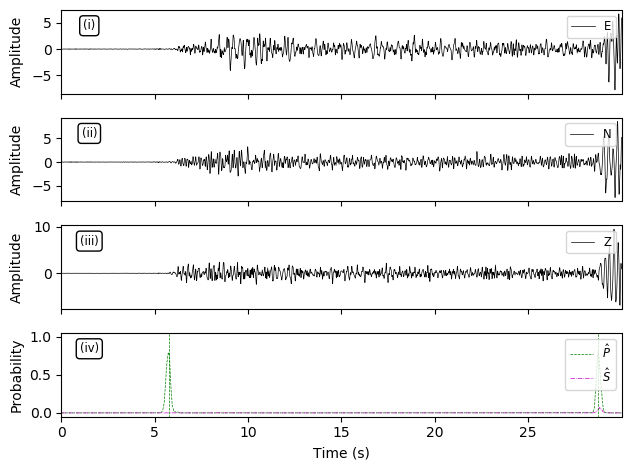 Amplitude
5
0
−5
(i)
E
Amplitude
5
0
−5
(ii)
N
Amplitude
10
0
(iii)
Z
Probability
1.0
0.5
0.0
(iv)
P̂
Ŝ
0 5 10 15 20 25
Time (s)